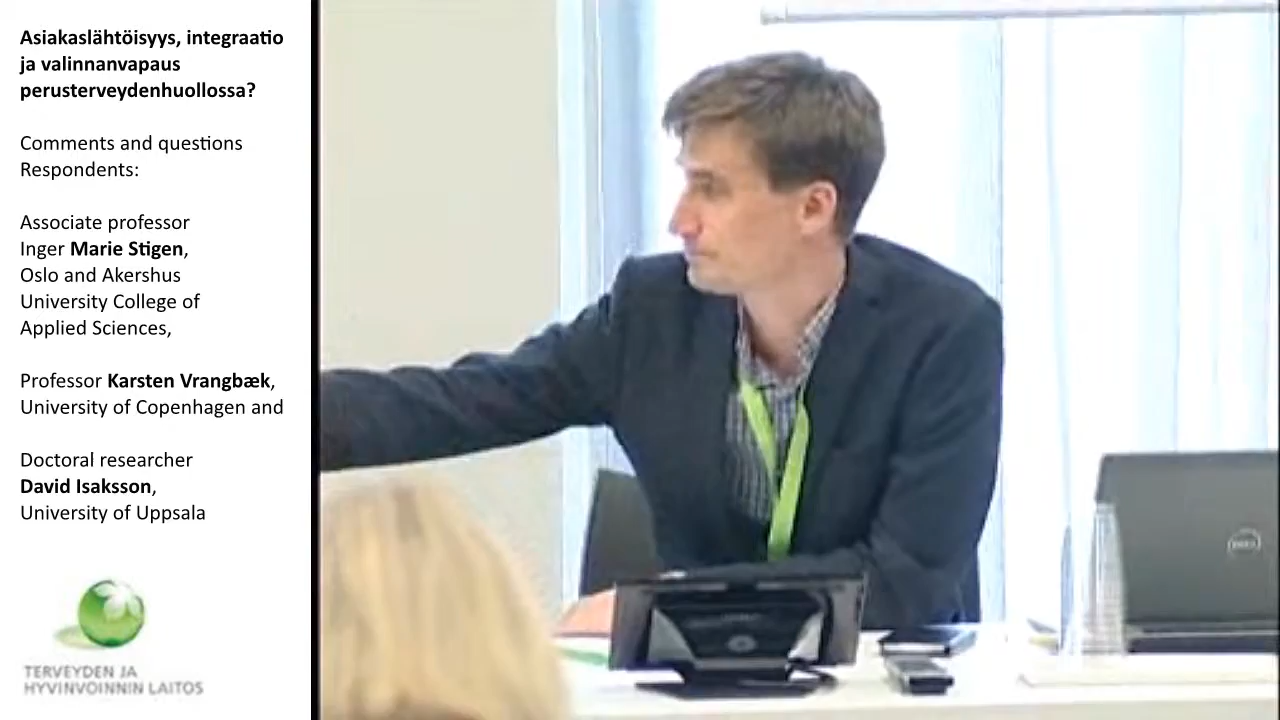 Asiakaslähtöisyys, integraatio
ja valinnanvapaus
perusterveydenhuollossa?
Comments and questions
Respondents:
Associate professor
Inger Marie Stigen,
Oslo and Akershus
University College of
Applied Sciences,
Professor Karsten Vrangbæk,
University of Copenhagen and
Doctoral researcher
David Isaksson,
University of Uppsala
TERVEYDEN JA
HYVINVOINNIN LAITOS
DELL